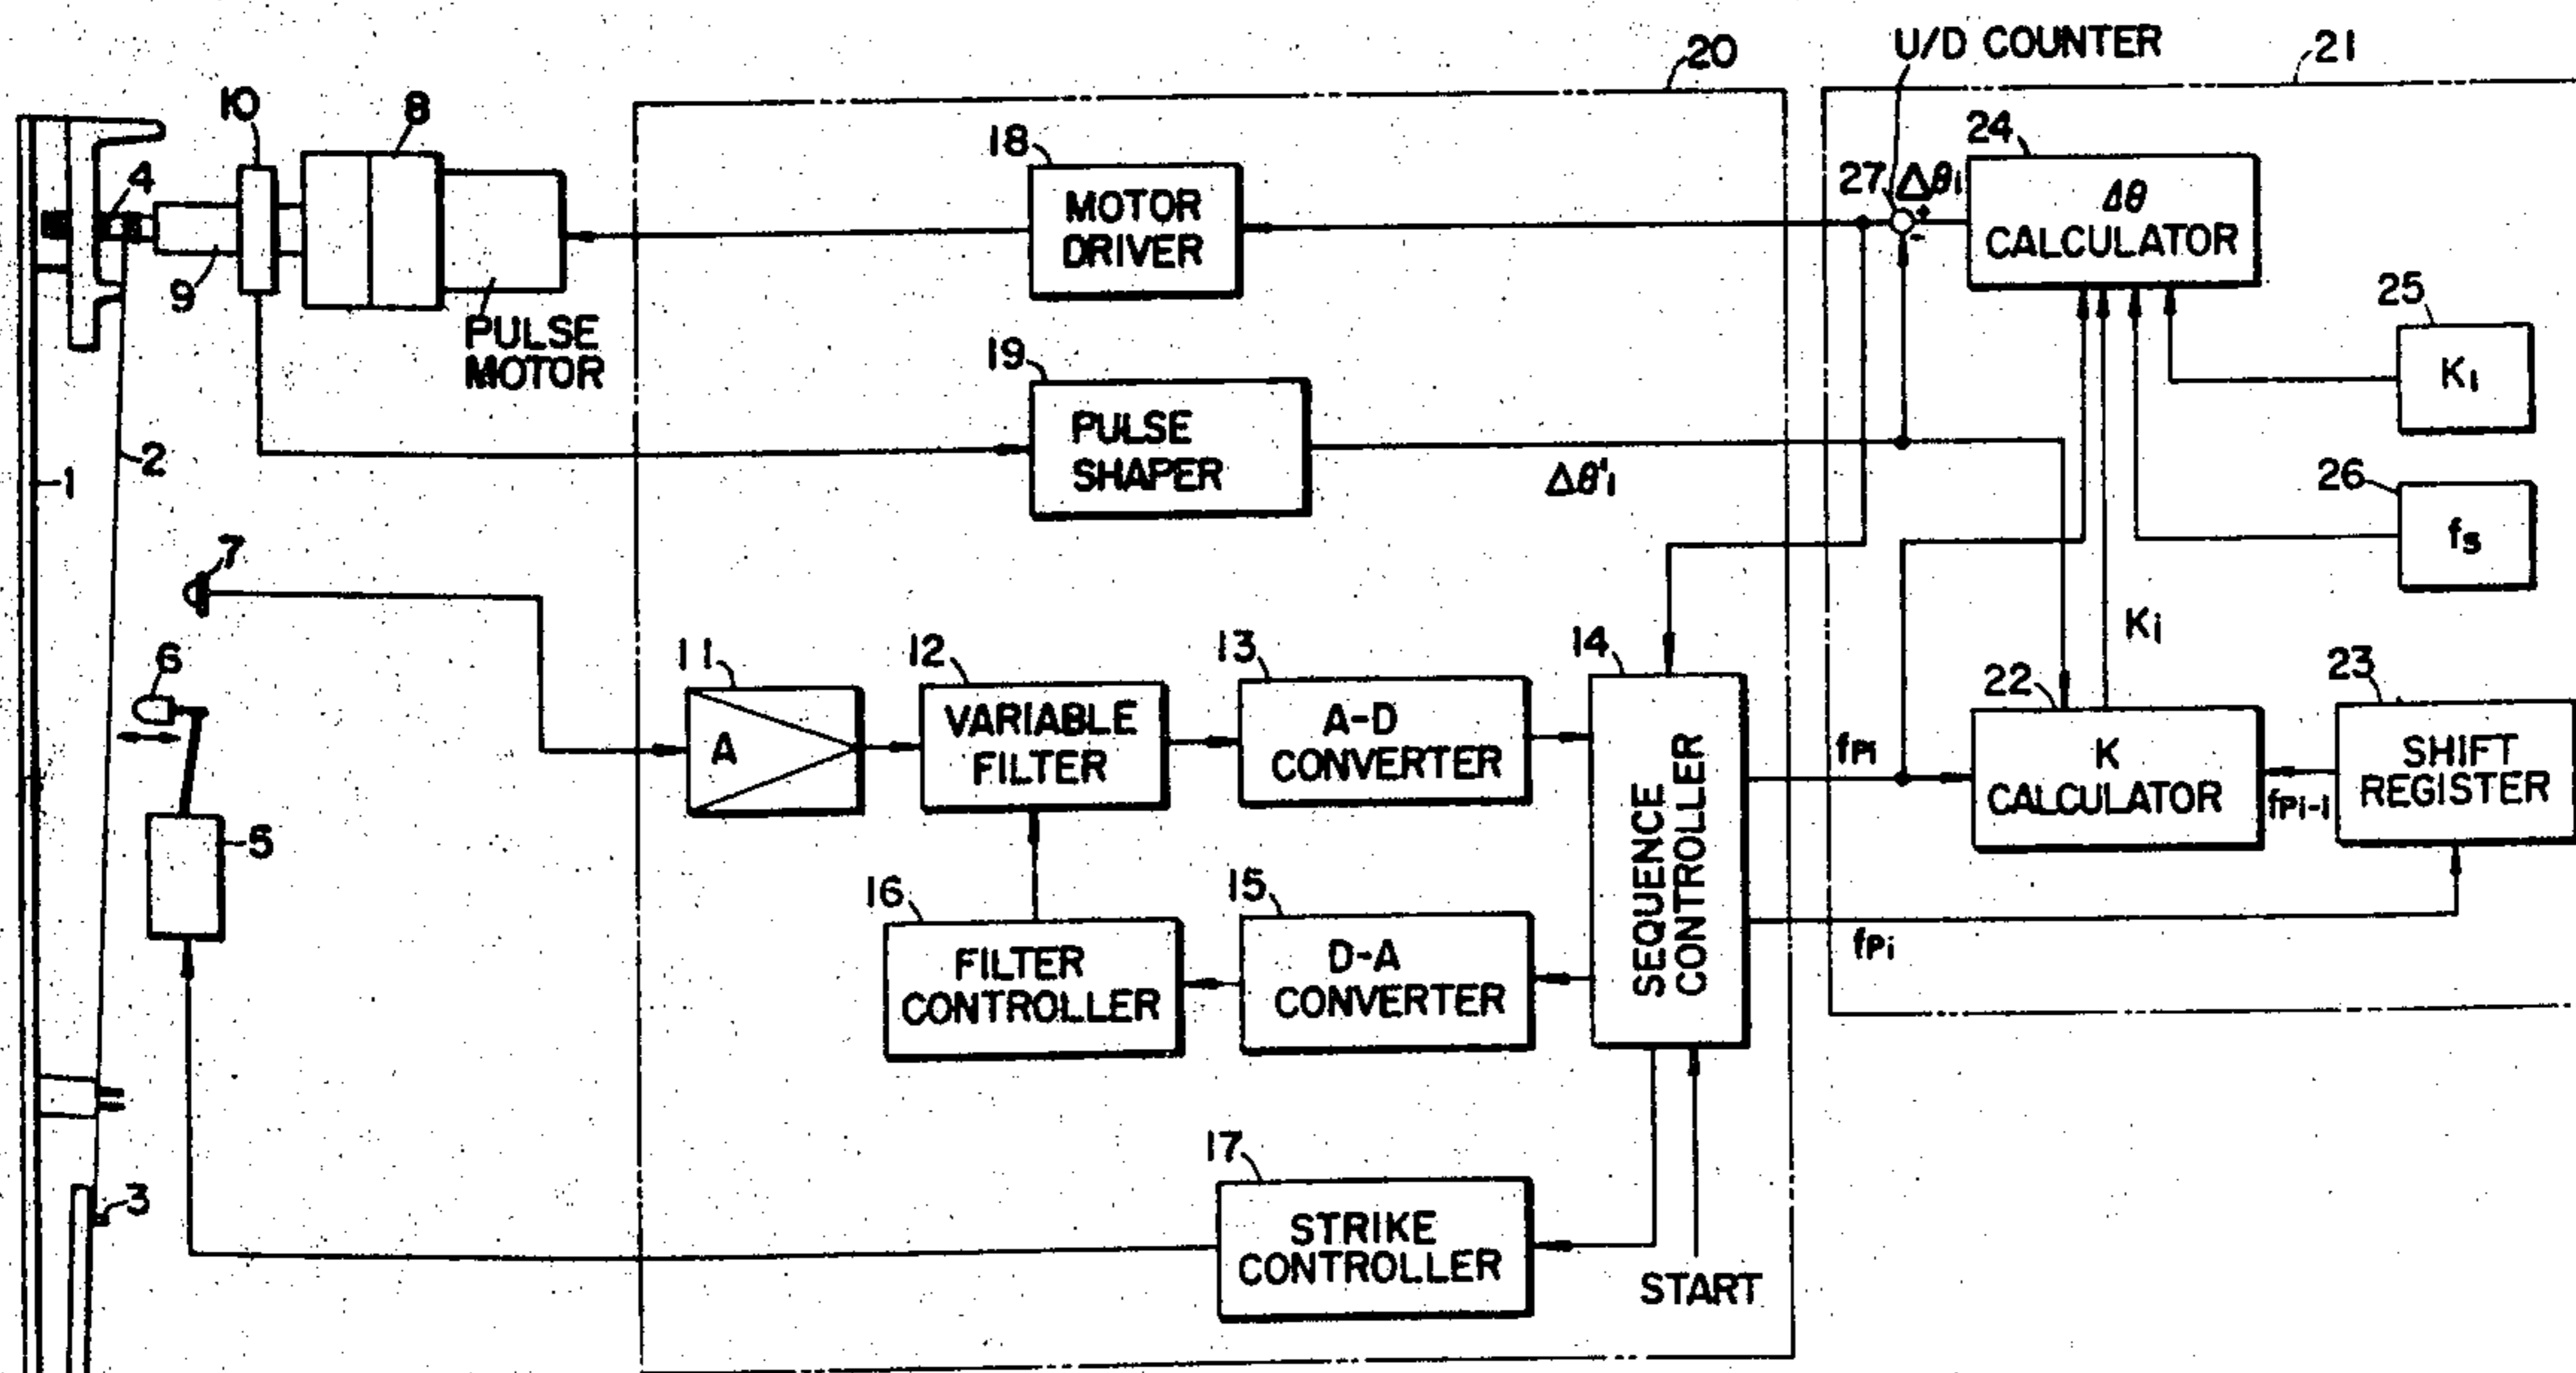 U/D COUNTER
20
21
10
8
18
24
4
27
Δθi
MOTOR
DRIVER
Δθ
CALCULATOR
9
25
PULSE
MOTOR
K1
19
PULSE
SHAPER
2
1
Δθ'i
26
fs
7
Ki
6
11
12
13
14
22
23
A
VARIABLE
FILTER
A-D
CONVERTER
SEQUENCE
CONTROLLER
fPi
K
CALCULATOR
fPi-1
SHIFT
REGISTER
5
16
15
FILTER
CONTROLLER
D-A
CONVERTER
fPi
17
3
STRIKE
CONTROLLER
START